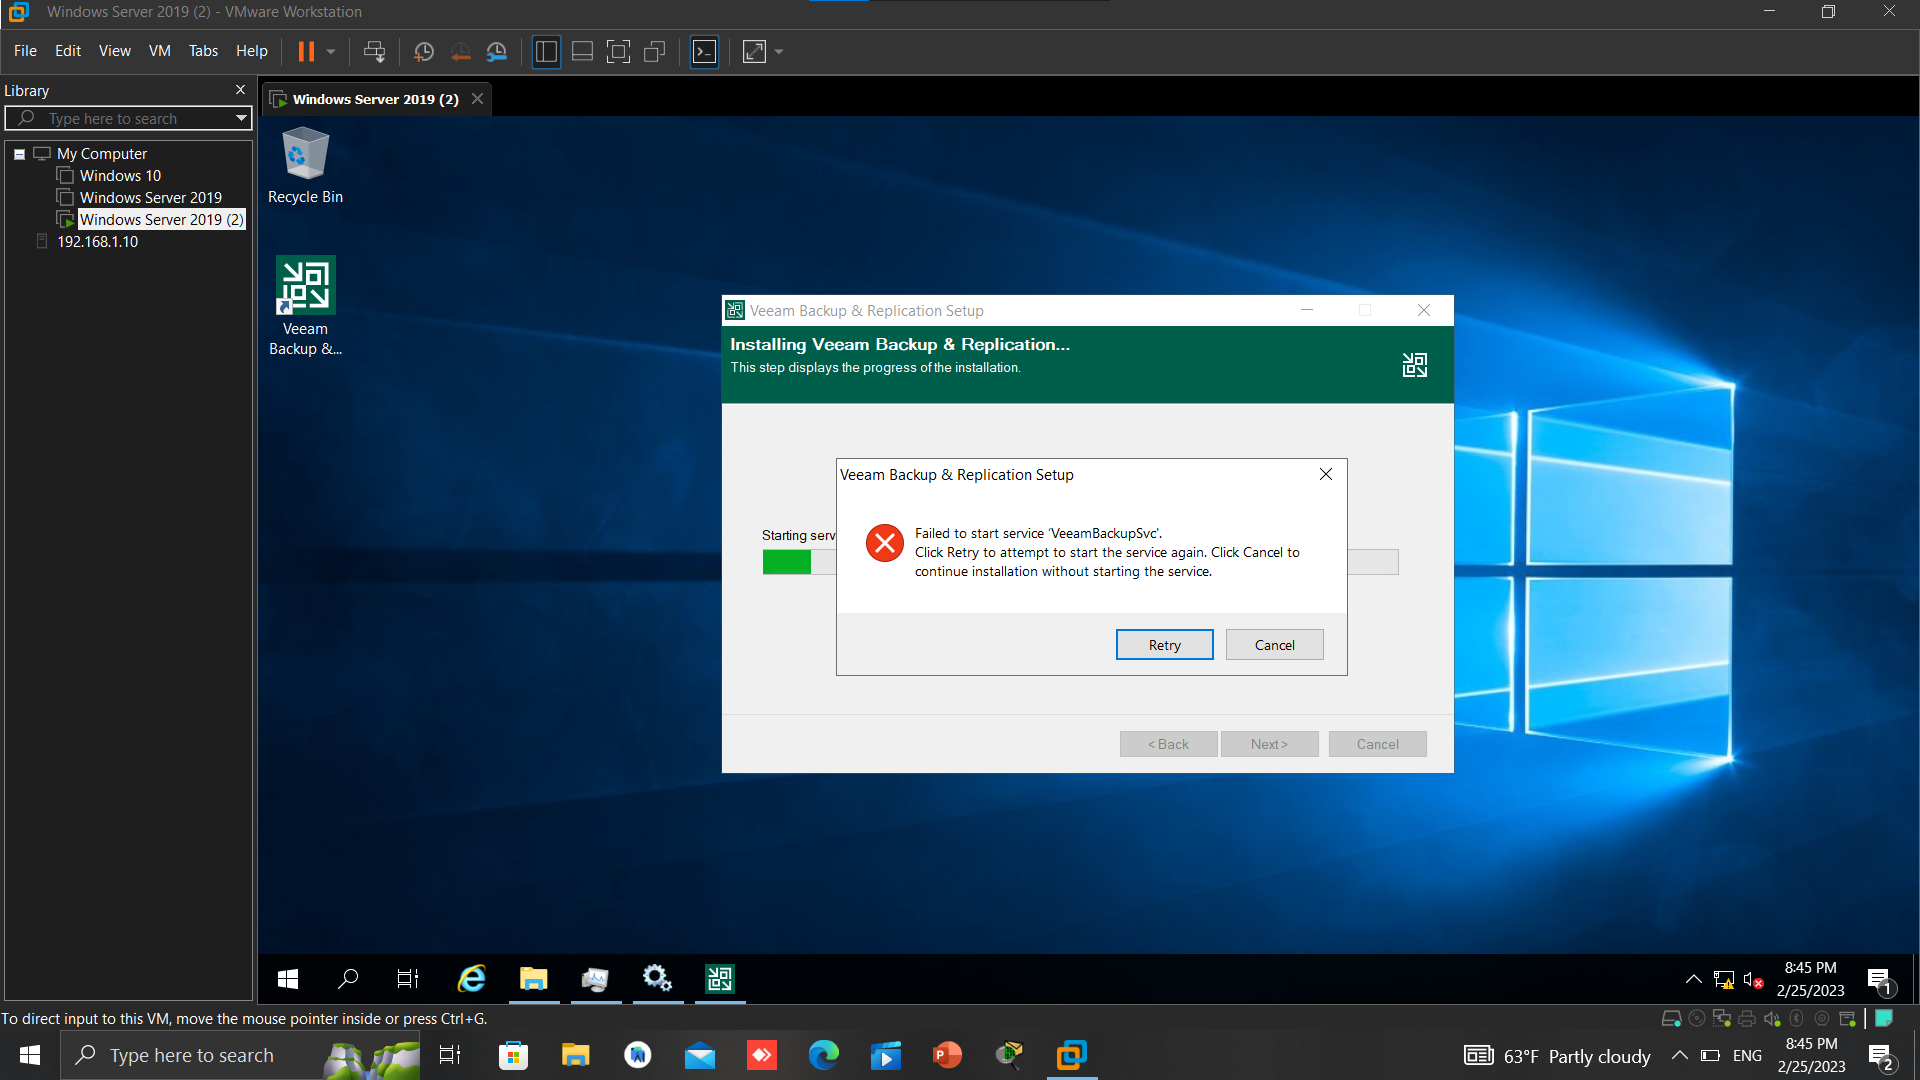 Windows Server 2019 (2) - VMware Workstation
File Edit View VM Tabs Help
Library
Type here to search
My Computer
Windows 10
Windows Server 2019
Windows Server 2019 (2)
192.168.1.10
Windows Server 2019 (2)
Recycle Bin
Veeam
Backup &...
Veeam Backup & Replication Setup
Installing Veeam Backup & Replication...
This step displays the progress of the installation.
Starting serv
Veeam Backup & Replication Setup
Failed to start service 'VeeamBackupSvc'.
Click Retry to attempt to start the service again. Click Cancel to
continue installation without starting the service.
Retry Cancel
< Back Next > Cancel
8:45 PM
2/25/2023
1
To direct input to this VM, move the mouse pointer inside or press Ctrl+G.
Type here to search
63°F Partly cloudy
ENG
8:45 PM
2/25/2023
2